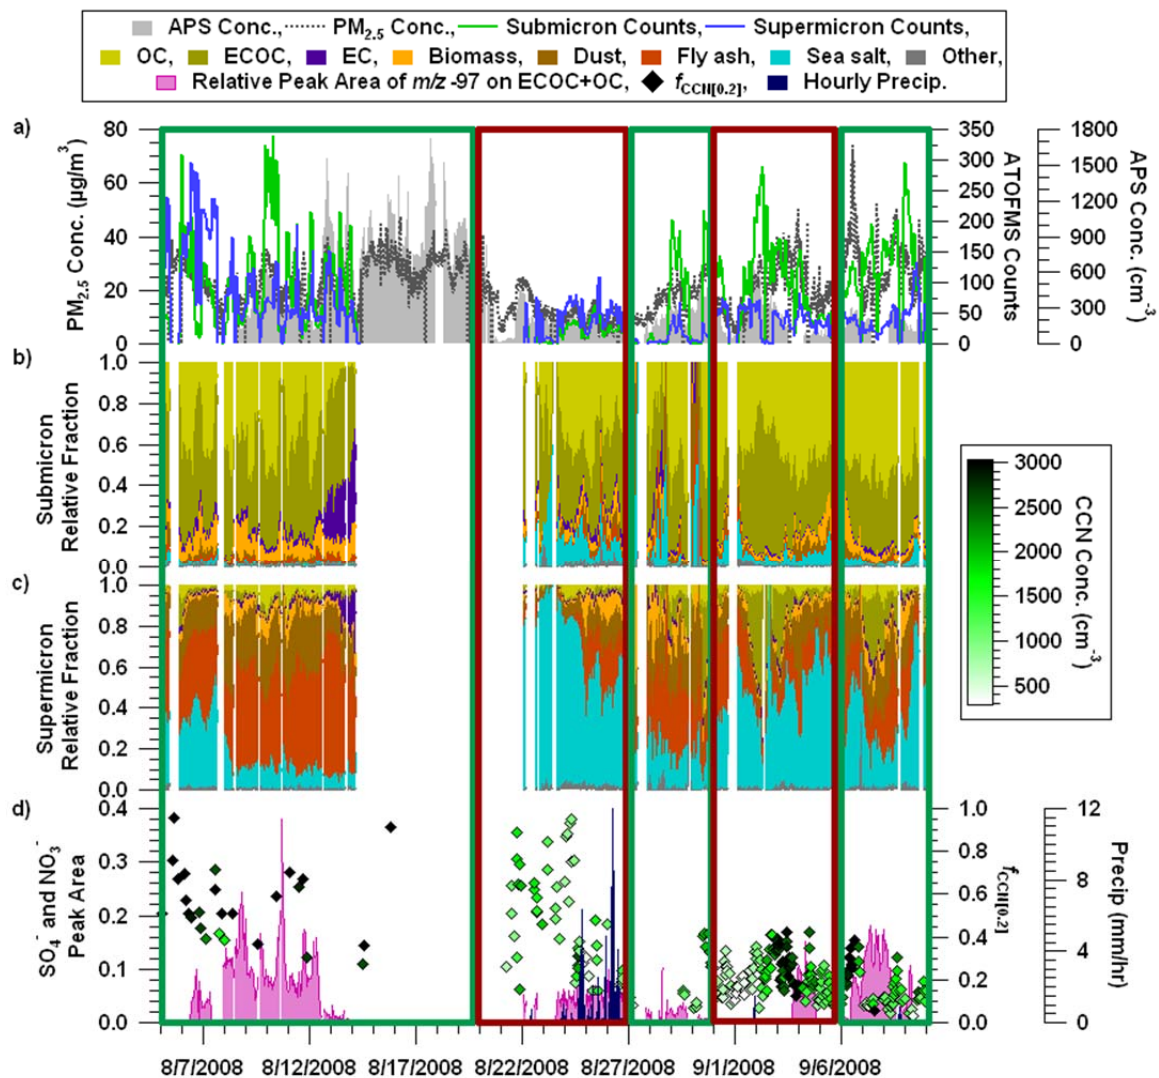 APS Conc., PM2.5 Conc., Submicron Counts, Supermicron Counts,
OC, ECOC, EC, Biomass, Dust, Fly ash, Sea salt, Other,
Relative Peak Area of m/z -97 on ECOC+OC, fCCN[0.2], Hourly Precip.
a)
PM2.5 Conc. (µg/m3)
80
60
40
20
0
350
300
250
200
150
100
50
0
ATOFMS Counts
1800
1500
1200
900
600
300
0
APS Conc. (cm-3)
b)
Submicron
Relative Fraction
1.0
0.8
0.6
0.4
0.2
0.0
c)
Supermicron
Relative Fraction
1.0
0.8
0.6
0.4
0.2
0.0
3000
2500
2000
1500
1000
500
CCN Conc. (cm-3)
d)
SO4- and NO3-
Peak Area
0.4
0.3
0.2
0.1
0.0
1.0
0.8
0.6
0.4
0.2
0.0
fCCN[0.2]
12
8
4
0
Precip (mm/hr)
8/7/2008 8/12/2008 8/17/2008 8/22/2008 8/27/2008 9/1/2008 9/6/2008